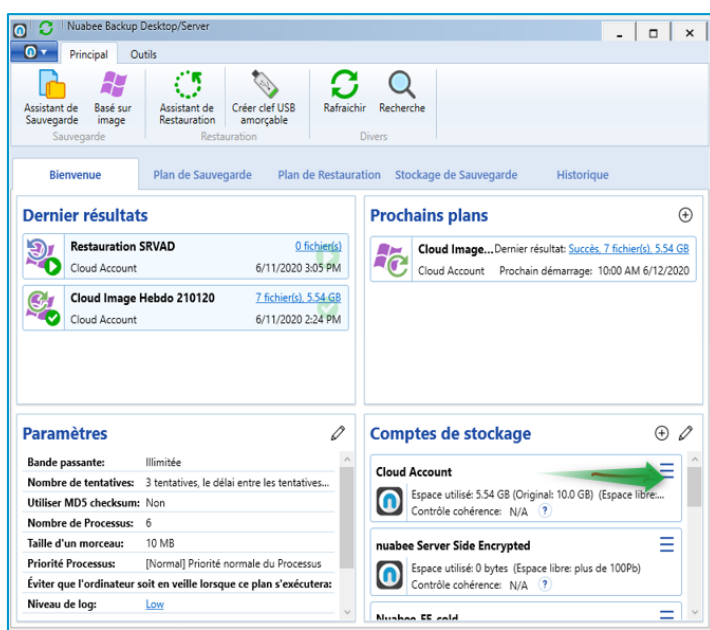 Nuabee Backup Desktop/Server
Principal Outils
Assistant de Sauvegarde
Basé sur image
Assistant de Restauration
Créer clef USB amorçable
Rafraichir
Recherche
Sauvegarde
Restauration
Divers
Bienvenue Plan de Sauvegarde Plan de Restauration Stockage de Sauvegarde Historique
Dernier résultats
Restauration SRVAD 0 fichier(s)
Cloud Account 6/11/2020 3:05 PM
Cloud Image Hebdo 210120 7 fichier(s), 5.54 GB
Cloud Account 6/11/2020 2:24 PM
Prochains plans
Cloud Image... Dernier résultat: Succès, 7 fichier(s), 5.54 GB
Cloud Account Prochain démarrage: 10:00 AM 6/12/2020
Paramètres
Bande passante: Illimitée
Nombre de tentatives: 3 tentatives, le délai entre les tentatives...
Utiliser MD5 checksum: Non
Nombre de Processus: 6
Taille d'un morceau: 10 MB
Priorité Processus: [Normal] Priorité normale du Processus
Éviter que l'ordinateur soit en veille lorsque ce plan s'exécutera:
Niveau de log: Low
Comptes de stockage
Cloud Account
Espace utilisé: 5.54 GB (Original: 10.0 GB) (Espace libre:...
Contrôle cohérence: N/A ?
nuabee Server Side Encrypted
Espace utilisé: 0 bytes (Espace libre: plus de 100Pb)
Contrôle cohérence: N/A ?